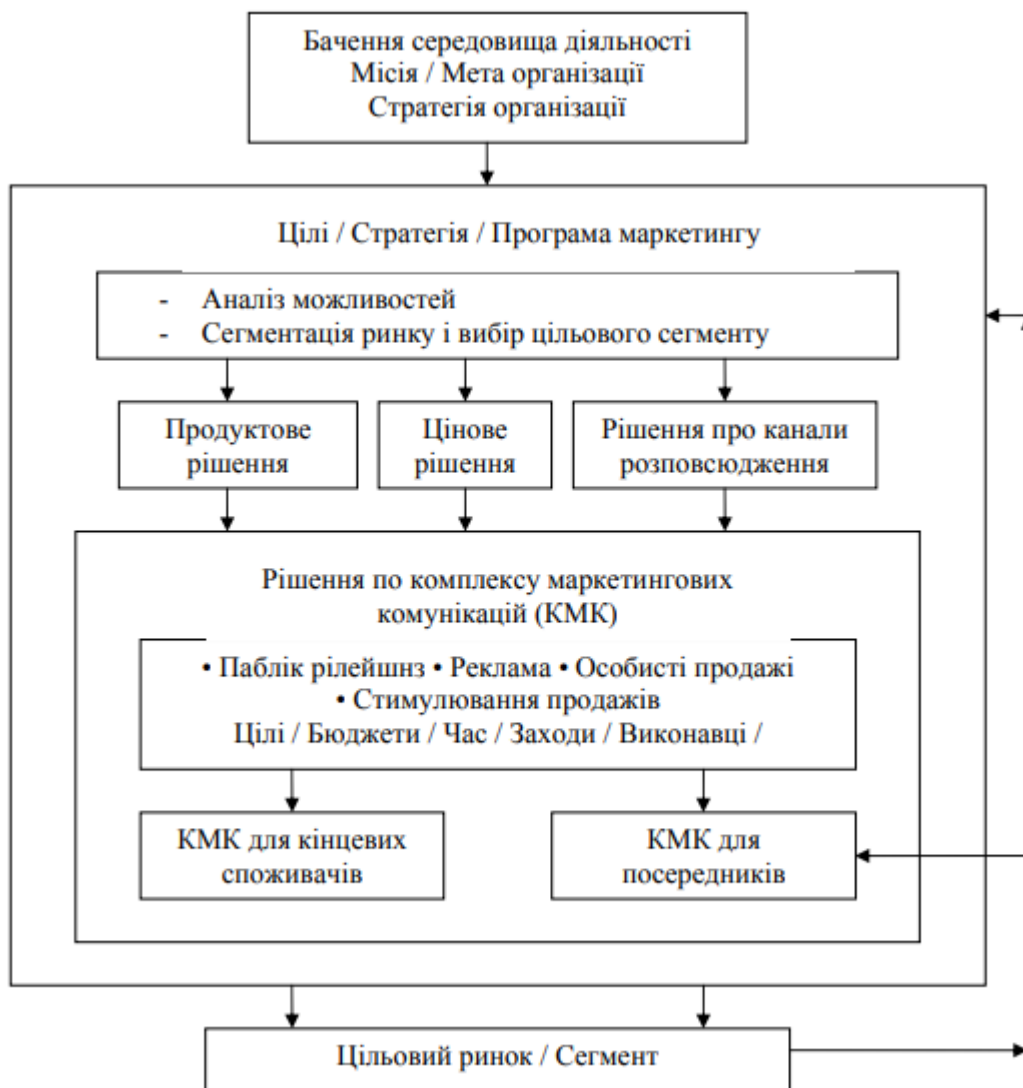 Бачення середовища діяльності
Місія / Мета організації
Стратегія організації
Цілі / Стратегія / Програма маркетингу
- Аналіз можливостей
- Сегментація ринку і вибір цільового сегменту
Продуктове
рішення
Цінове
рішення
Рішення про канали
розповсюдження
Рішення по комплексу маркетингових
комунікацій (КМК)
• Паблік рілейшнз • Реклама • Особисті продажі
• Стимулювання продажів
Цілі / Бюджети / Час / Заходи / Виконавці /
КМК для кінцевих
споживачів
КМК для
посередників
Цільовий ринок / Сегмент